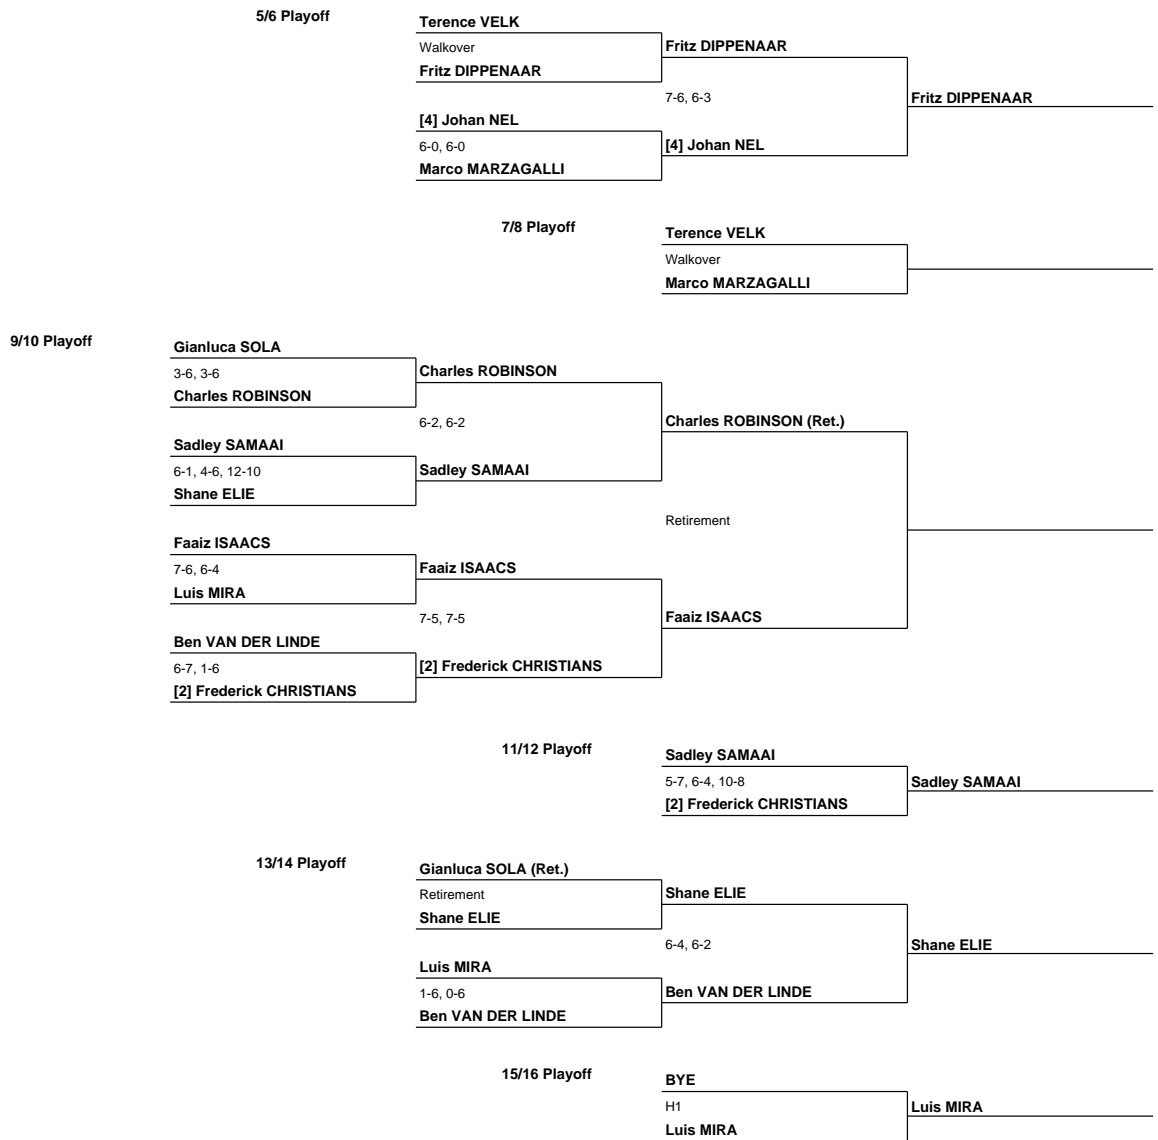 5/6 Playoff
Terence VELK
Walkover
Fritz DIPPENAAR
Fritz DIPPENAAR
7-6, 6-3
Fritz DIPPENAAR
[4] Johan NEL
6-0, 6-0
[4] Johan NEL
Marco MARZAGALLI
7/8 Playoff
Terence VELK
Walkover
Marco MARZAGALLI
9/10 Playoff
Gianluca SOLA
3-6, 3-6
Charles ROBINSON
Charles ROBINSON
6-2, 6-2
Charles ROBINSON (Ret.)
Sadley SAMAAI
6-1, 4-6, 12-10
Sadley SAMAAI
Shane ELIE
Retirement
Faaiz ISAACS
7-6, 6-4
Faaiz ISAACS
Luis MIRA
7-5, 7-5
Faaiz ISAACS
Ben VAN DER LINDE
6-7, 1-6
[2] Frederick CHRISTIANS
[2] Frederick CHRISTIANS
11/12 Playoff
Sadley SAMAAI
5-7, 6-4, 10-8
Sadley SAMAAI
[2] Frederick CHRISTIANS
13/14 Playoff
Gianluca SOLA (Ret.)
Retirement
Shane ELIE
Shane ELIE
6-4, 6-2
Shane ELIE
Luis MIRA
1-6, 0-6
Ben VAN DER LINDE
Ben VAN DER LINDE
15/16 Playoff
BYE
H1
Luis MIRA
Luis MIRA